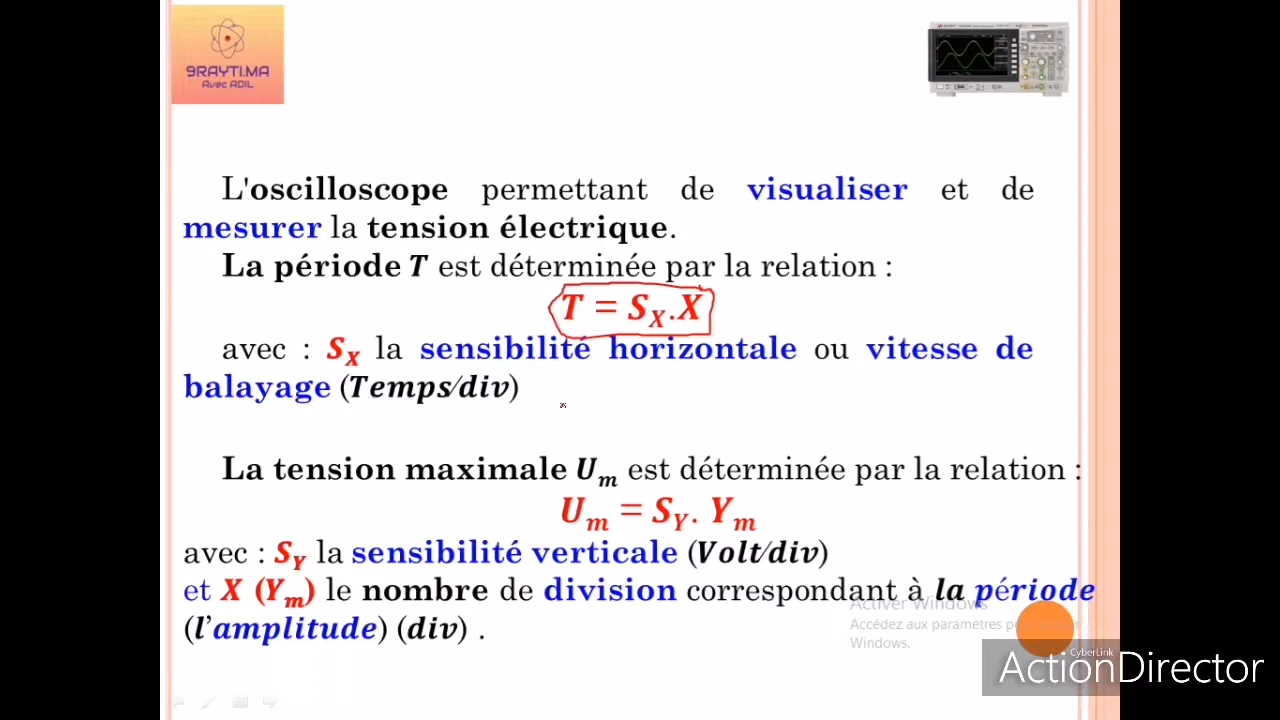 9RAYTI.MA
Avec ADIL
L'oscilloscope permettant de visualiser et de
mesurer la tension électrique.
La période T est déterminée par la relation :
T = S_X.X
avec : S_X la sensibilité horizontale ou vitesse de
balayage (Temps/div)
La tension maximale U_m est déterminée par la relation :
U_m = S_Y. Y_m
avec : S_Y la sensibilité verticale (Volt/div)
et X (Y_m) le nombre de division correspondant à la période
(l'amplitude) (div) .
Activer Windows
Accédez aux paramètres
Windows.
CyberLink
ActionDirector